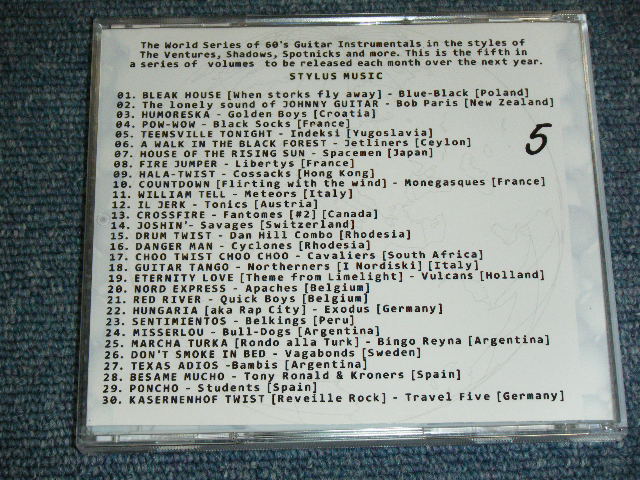 The World Series of 60's Guitar Instrumentals in the styles of
The Ventures, Shadows, Spotnicks and more. This is the fifth in
a series of volumes to be released each month over the next year.
STYLUS MUSIC
01. BLEAK HOUSE [When storks fly away] - Blue-Black [Poland]
02. The lonely sound of JOHNNY GUITAR - Bob Paris [New Zealand]
03. HUMORESKA - Golden Boys [Croatia]
04. POW-WOW - Black Socks [France]
05. TEENSVILLE TONIGHT - Indeksi [Yugoslavia]
06. A WALK IN THE BLACK FOREST - Jetliners [Ceylon]
07. HOUSE OF THE RISING SUN - Spacemen [Japan]
08. FIRE JUMPER - Libertys [France]
09. HALA-TWIST - Cossacks [Hong Kong]
10. COUNTDOWN [Flirting with the wind] - Monegasques [France]
11. WILLIAM TELL - Meteors [Italy]
12. IL JERK - Tonics [Austria]
13. CROSSFIRE - Fantomes [#2] [Canada]
14. JOSHIN'- Savages [Switzerland]
15. DRUM TWIST - Dan Hill Combo [Rhodesia]
16. DANGER MAN - Cyclones [Rhodesia]
17. CHOO TWIST CHOO CHOO - Cavaliers [South Africa]
18. GUITAR TANGO - Northerners [I Nordiski] [Italy]
19. ETERNITY LOVE [Theme from Limelight] - Vulcans [Holland]
20. NORD EXPRESS - Apaches [Belgium]
21. RED RIVER - Quick Boys [Belgium]
22. HUNGARIA [aka Rap City] - Exodus [Germany]
23. SENTIMIENTOS - Belkings [Peru]
24. MISSERLOU - Bull-Dogs [Argentina]
25. MARCHA TURKA [Rondo alla Turk] - Bingo Reyna [Argentina]
26. DON'T SMOKE IN BED - Vagabonds [Sweden]
27. TEXAS ADIOS -Bambis [Argentina]
28. BESAME MUCHO - Tony Ronald & Kroners [Spain]
29. PONCHO - Students [Spain]
30. KASERNENHOF TWIST [Reveille Rock] - Travel Five [Germany]
5